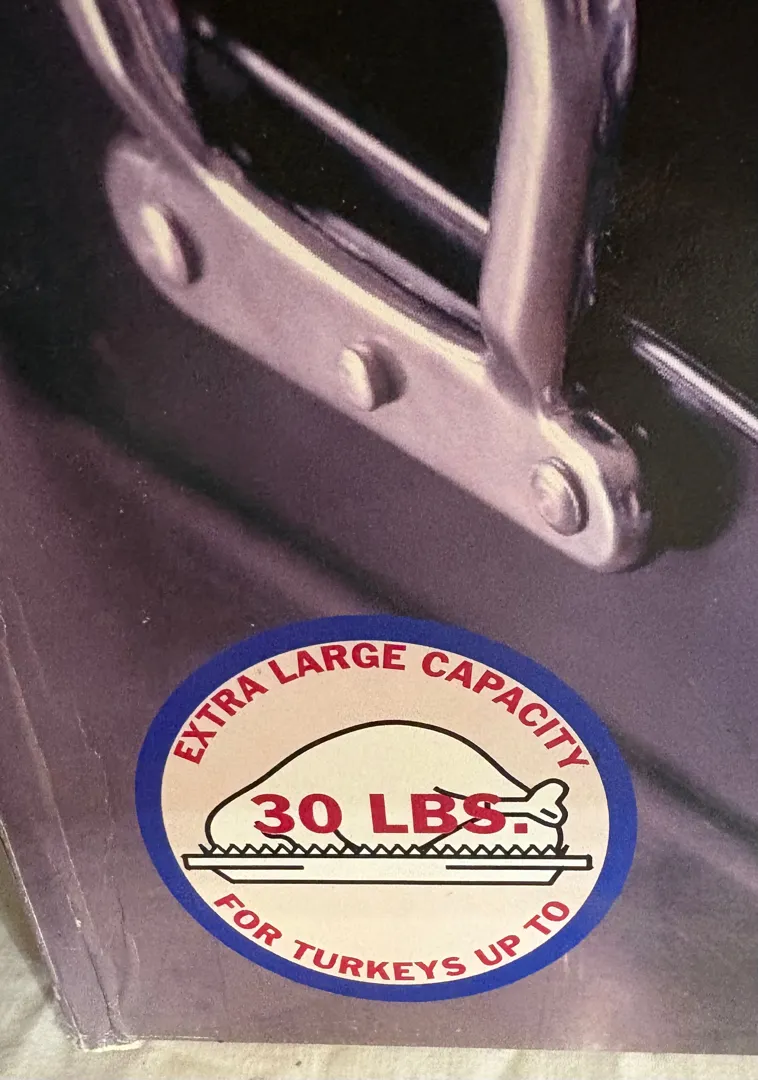 EXTRA LARGE CAPACITY
30 LBS.
FOR TURKEYS UP TO